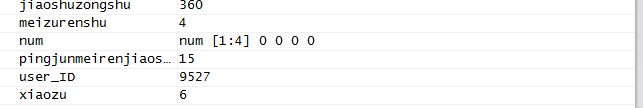 jiaoshuzongshu 360
meizurenshu 4
num num [1:4] 0 0 0 0
pingjunmeirenjiaos… 15
user_ID 9527
xiaozu 6